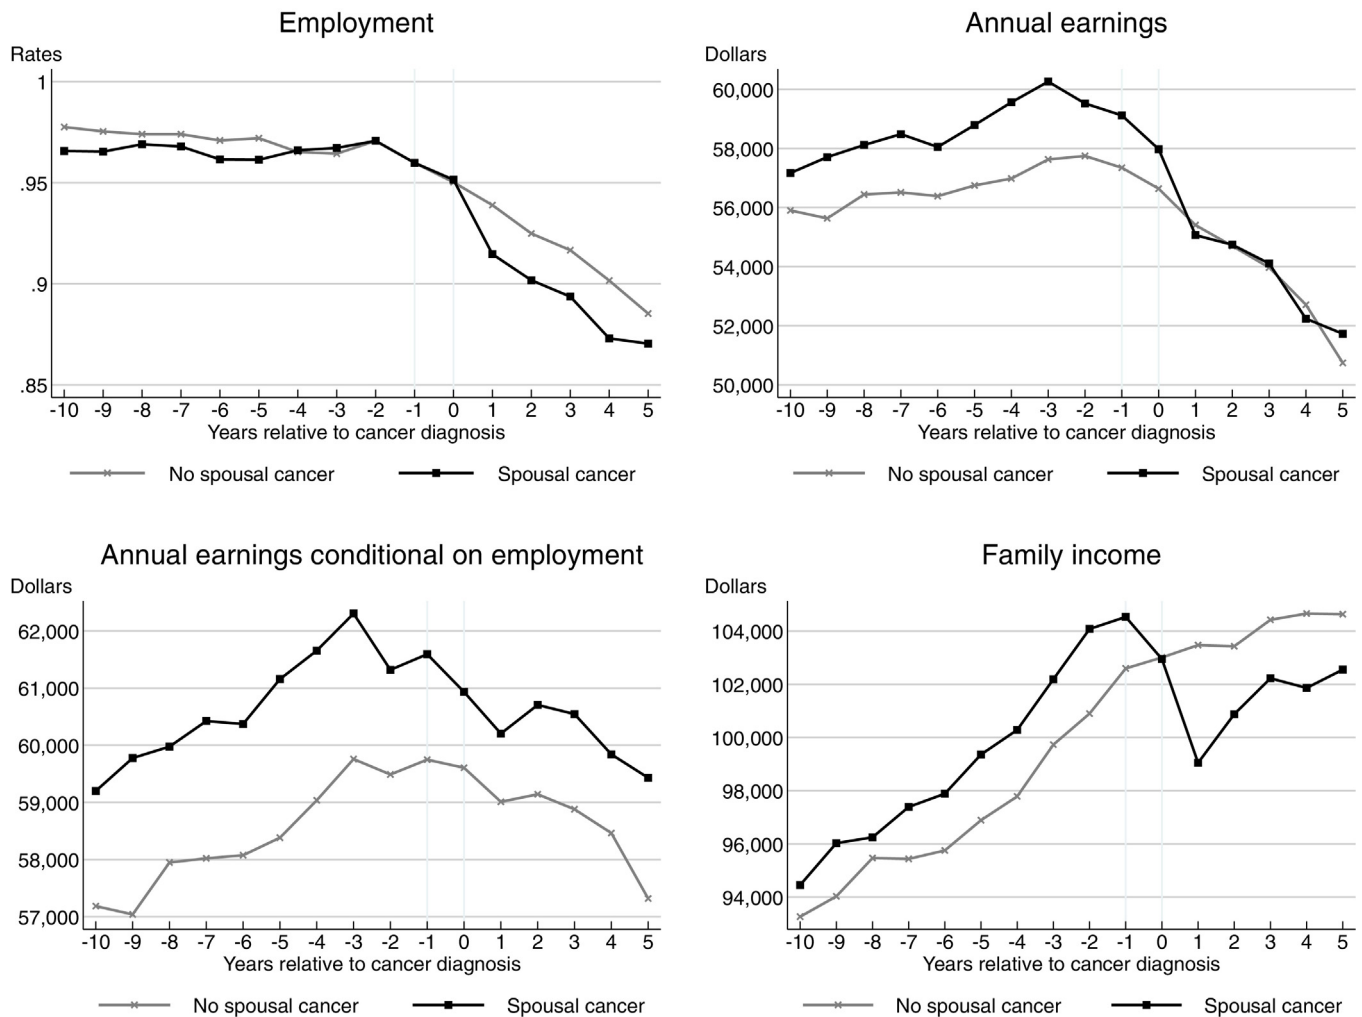 Employment
Rates
1
.95
.9
.85
-10 -9 -8 -7 -6 -5 -4 -3 -2 -1 0 1 2 3 4 5
Years relative to cancer diagnosis
No spousal cancer Spousal cancer
Annual earnings
Dollars
60,000
58,000
56,000
54,000
52,000
50,000
-10 -9 -8 -7 -6 -5 -4 -3 -2 -1 0 1 2 3 4 5
Years relative to cancer diagnosis
No spousal cancer Spousal cancer
Annual earnings conditional on employment
Dollars
62,000
61,000
60,000
59,000
58,000
57,000
-10 -9 -8 -7 -6 -5 -4 -3 -2 -1 0 1 2 3 4 5
Years relative to cancer diagnosis
No spousal cancer Spousal cancer
Family income
Dollars
104,000
102,000
100,000
98,000
96,000
94,000
-10 -9 -8 -7 -6 -5 -4 -3 -2 -1 0 1 2 3 4 5
Years relative to cancer diagnosis
No spousal cancer Spousal cancer